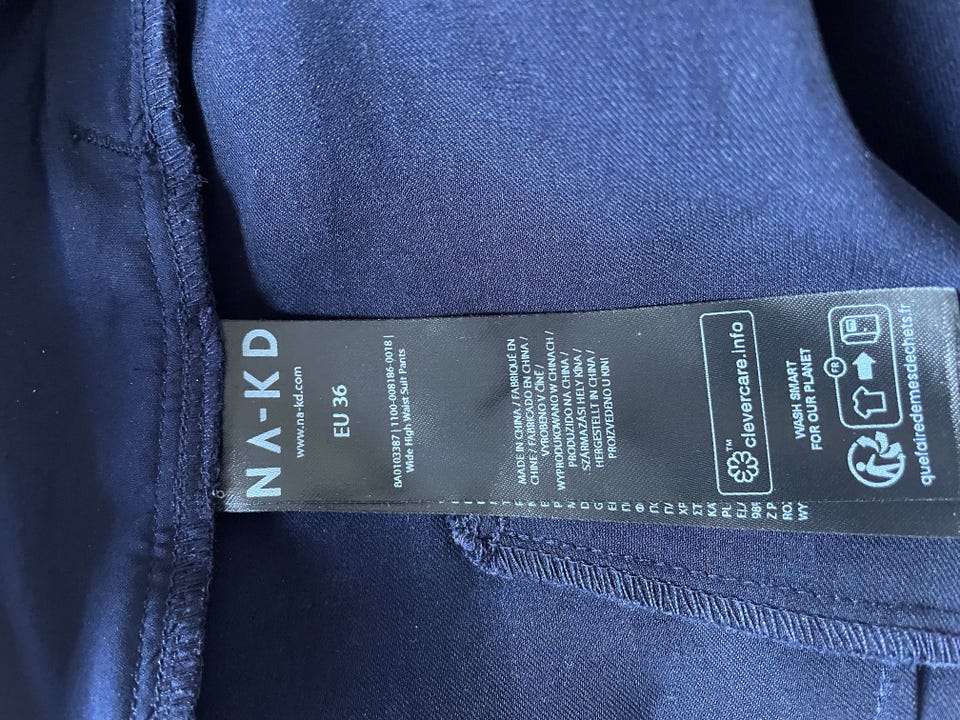 NA-KD
www.na-kd.com
EU 36
BA0103387 | 1100-008186-0018 |
Wide High Waist Suit Pants
MADE IN CHINA / FABRIQUÉ EN
CHINE / FABRICADO EN CHINA /
VYROBENO V ČÍNĚ /
WYPRODUKOWANO W CHINACH /
PRODUZIDO NA CHINA /
SZÁRMAZÁSI HELY KÍNA /
HERGESTELLT IN CHINA /
PROIZVEDENO U KINI
clevercare.info
TM
WASH SMART
FOR OUR PLANET
FR
quefairedemesdechets.fr